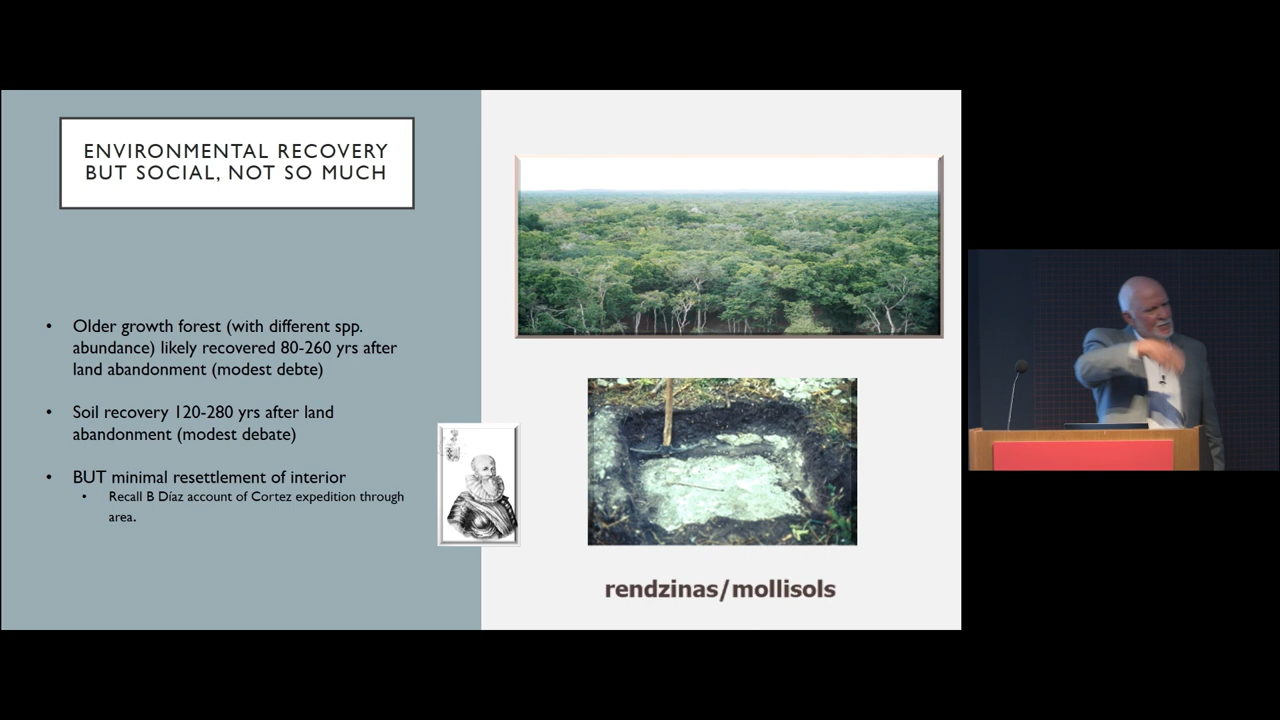 ENVIRONMENTAL RECOVERY
BUT SOCIAL, NOT SO MUCH
• Older growth forest (with different spp.
abundance) likely recovered 80-260 yrs after
land abandonment (modest debte)
• Soil recovery 120-280 yrs after land
abandonment (modest debate)
• BUT minimal resettlement of interior
• Recall B Díaz account of Cortez expedition through
area.
rendzinas/mollisols